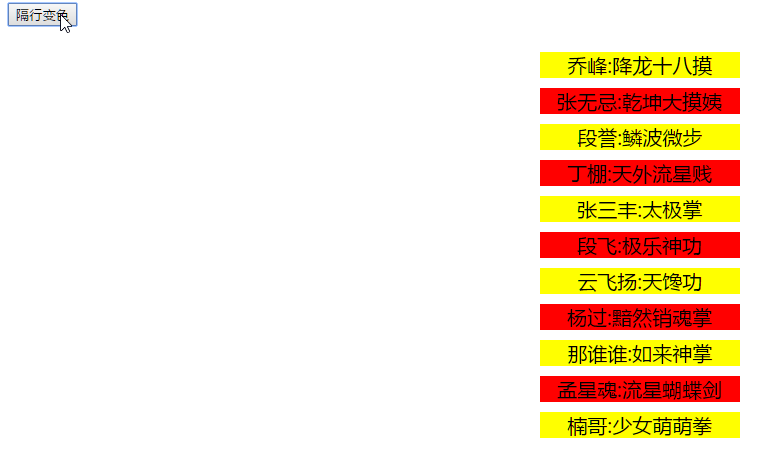 隔行变色
乔峰:降龙十八摸
张无忌:乾坤大摸姨
段誉:鳞波微步
丁棚:天外流星贱
张三丰:太极掌
段飞:极乐神功
云飞扬:天馋功
杨过:黯然销魂掌
那谁谁:如来神掌
孟星魂:流星蝴蝶剑
楠哥:少女萌萌拳